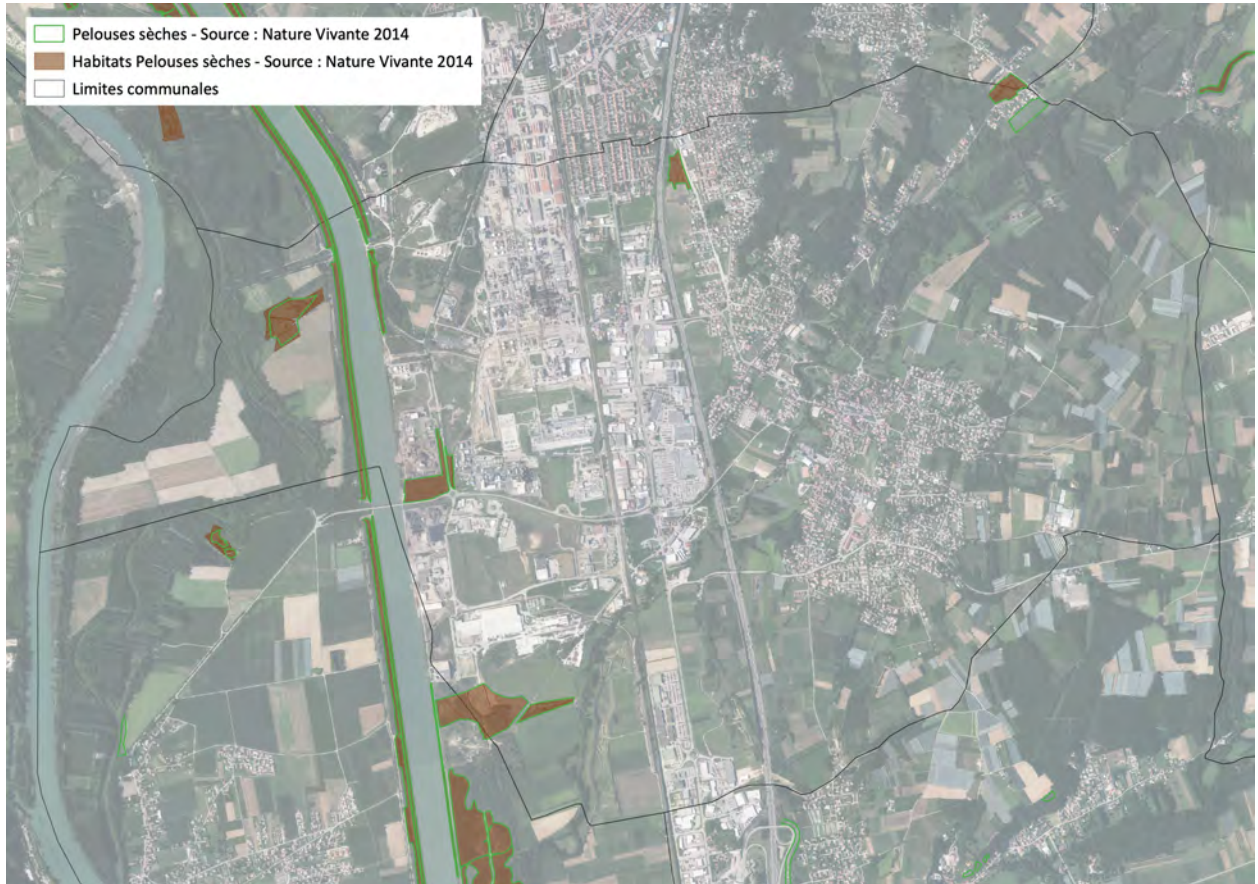 Pelouses sèches - Source : Nature Vivante 2014
Habitats Pelouses sèches - Source : Nature Vivante 2014
Limites communales